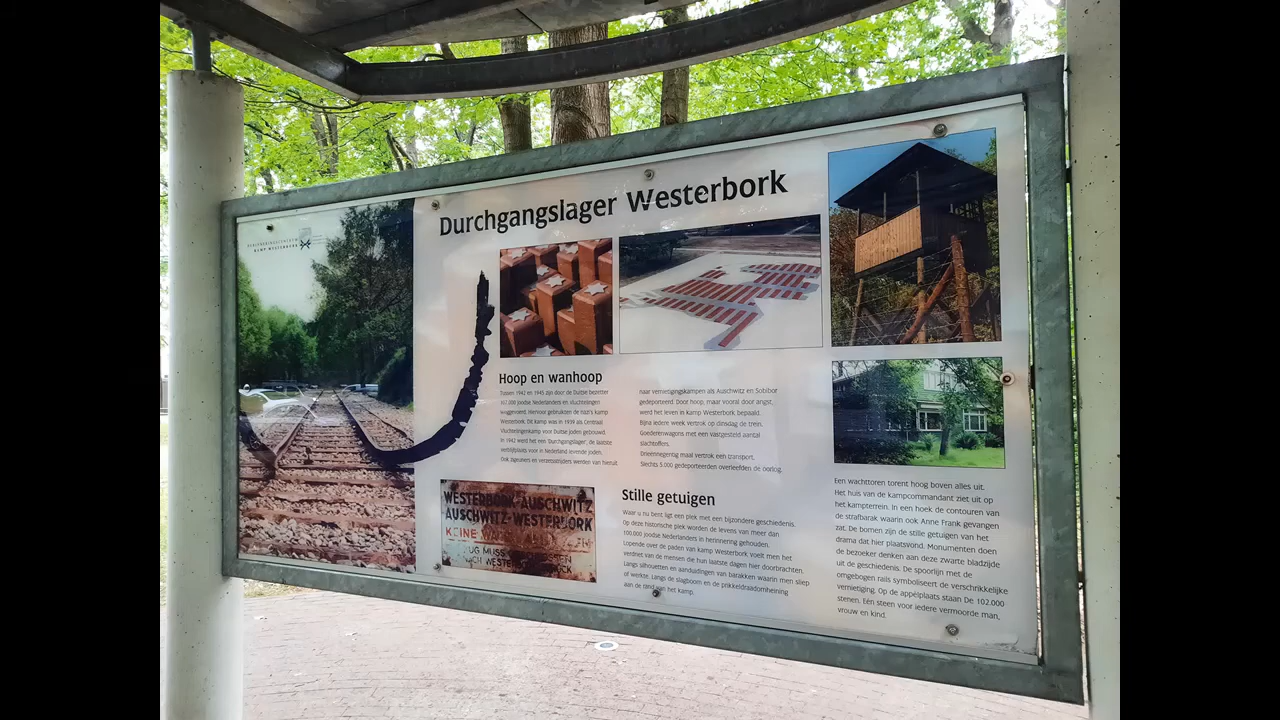 HERINNERINGSCENTRUM
KAMP WESTERBORK
Durchgangslager Westerbork
Hoop en wanhoop
Tussen 1942 en 1945 zijn door de Duitse bezetter
107.000 Joodse Nederlanders en vluchtelingen
weggevoerd. Hiervoor gebruikten de nazi's kamp
Westerbork. Dit kamp was in 1939 als Centraal
Vluchtelingenkamp voor Duitse Joden gebouwd.
In 1942 werd het een 'Durchgangslager', de laatste
verblijfplaats voor in Nederland levende Joden.
Ook zigeuners en verzetsstrijders werden van hieruit
naar vernietigingskampen als Auschwitz en Sobibor
gedeporteerd. Door hoop, maar vooral door angst,
werd het leven in kamp Westerbork bepaald.
Bijna iedere week vertrok op dinsdag de trein.
Goederenwagons met een vastgesteld aantal
slachtoffers.
Drieënnegentig maal vertrok een transport.
Slechts 5.000 gedeporteerden overleefden de oorlog.
WESTERBORK-AUSCHWITZ
AUSCHWITZ-WESTERBORK
KEINE
ZUG MUSS
WESTERBORK
Stille getuigen
Waar u nu bent ligt een plek met een bijzondere geschiedenis.
Op deze historische plek worden de levens van meer dan
100.000 Joodse Nederlanders in herinnering gehouden.
Lopende over de paden van kamp Westerbork voelt men het
verdriet van de mensen die hun laatste dagen hier doorbrachten.
Langs silhouetten en aanduidingen van barakken waarin men sliep
of werkte. Langs de slagboom en de prikkeldraadomheining
aan de rand van het kamp.
Een wachttoren torent hoog boven alles uit.
Het huis van de kampcommandant ziet uit op
het kampterrein. In een hoek de contouren van
de strafbarak waarin ook Anne Frank gevangen
zat. De bomen zijn de stille getuigen van het
drama dat hier plaatsvond. Monumenten doen
de bezoeker denken aan deze zwarte bladzijde
uit de geschiedenis. De spoorlijn met de
omgebogen rails symboliseert de verschrikkelijke
vernietiging. Op de appèlplaats staan De 102.000
stenen. Eén steen voor iedere vermoorde man,
vrouw en kind.